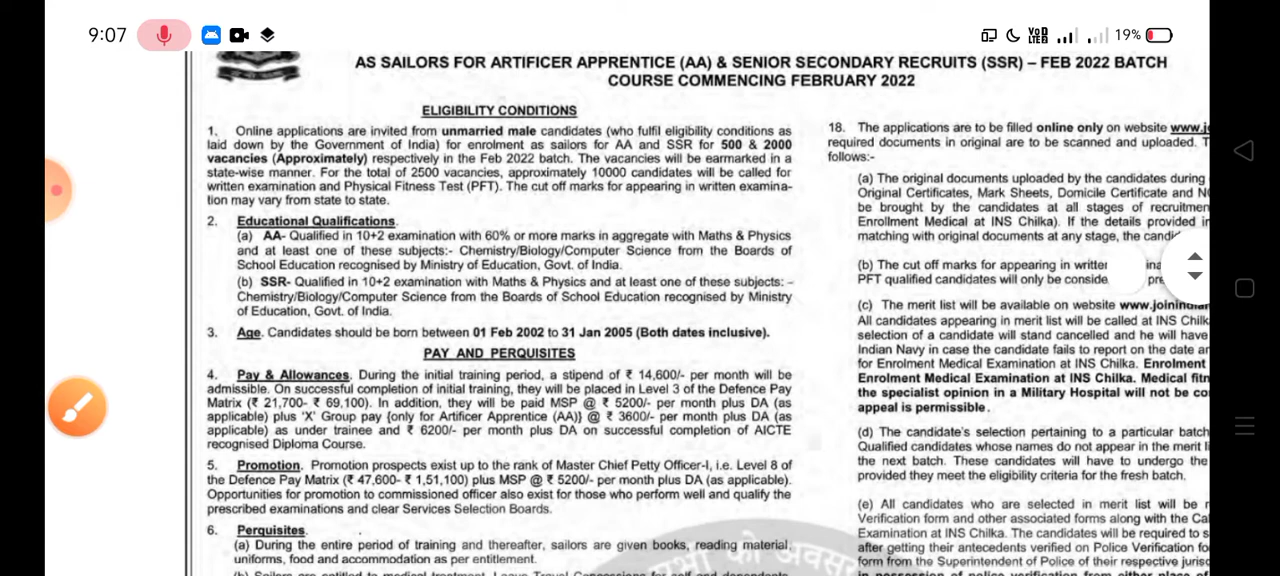 9:07
VoD
LTE
19%
AS SAILORS FOR ARTIFICER APPRENTICE (AA) & SENIOR SECONDARY RECRUITS (SSR) – FEB 2022 BATCH
COURSE COMMENCING FEBRUARY 2022
ELIGIBILITY CONDITIONS
1. Online applications are invited from unmarried male candidates (who fulfil eligibility conditions as
laid down by the Government of India) for enrolment as sailors for AA and SSR for 500 & 2000
vacancies (Approximately) respectively in the Feb 2022 batch. The vacancies will be earmarked in a
state-wise manner. For the total of 2500 vacancies, approximately 10000 candidates will be called for
written examination and Physical Fitness Test (PFT). The cut off marks for appearing in written examina-
tion may vary from state to state.
2. Educational Qualifications.
(a) AA- Qualified in 10+2 examination with 60% or more marks in aggregate with Maths & Physics
and at least one of these subjects:- Chemistry/Biology/Computer Science from the Boards of
School Education recognised by Ministry of Education, Govt. of India.
(b) SSR- Qualified in 10+2 examination with Maths & Physics and at least one of these subjects: –
Chemistry/Biology/Computer Science from the Boards of School Education recognised by Ministry
of Education, Govt. of India.
3. Age. Candidates should be born between 01 Feb 2002 to 31 Jan 2005 (Both dates inclusive).
PAY AND PERQUISITES
4. Pay & Allowances. During the initial training period, a stipend of ₹ 14,600/- per month will be
admissible. On successful completion of initial training, they will be placed in Level 3 of the Defence Pay
Matrix (₹ 21,700- ₹ 69,100). In addition, they will be paid MSP @ ₹ 5200/- per month plus DA (as
applicable) plus 'X' Group pay {only for Artificer Apprentice (AA)} @ ₹ 3600/- per month plus DA (as
applicable) as under trainee and ₹ 6200/- per month plus DA on successful completion of AICTE
recognised Diploma Course.
5. Promotion. Promotion prospects exist up to the rank of Master Chief Petty Officer-I, i.e. Level 8 of
the Defence Pay Matrix (₹ 47,600- ₹ 1,51,100) plus MSP @ ₹ 5200/- per month plus DA (as applicable).
Opportunities for promotion to commissioned officer also exist for those who perform well and qualify the
prescribed examinations and clear Services Selection Boards.
6. Perquisites.
(a) During the entire period of training and thereafter, sailors are given books, reading material,
uniforms, food and accommodation as per entitlement.
18. The applications are to be filled online only on website www.j
required documents in original are to be scanned and uploaded. T
follows:-
(a) The original documents uploaded by the candidates during
Original Certificates, Mark Sheets, Domicile Certificate and N
be brought by the candidates at all stages of recruitmen
Enrollment Medical at INS Chilka). If the details provided in
matching with original documents at any stage, the candi
(b) The cut off marks for appearing in writter ina
PFT qualified candidates will only be conside pre
(c) The merit list will be available on website www.joinindian
All candidates appearing in merit list will be called at INS Chilk
selection of a candidate will stand cancelled and he will have
Indian Navy in case the candidate fails to report on the date an
for Enrolment Medical Examination at INS Chilka. Enrolment
Enrolment Medical Examination at INS Chilka. Medical fitn
the specialist opinion in a Military Hospital will not be co
appeal is permissible.
(d) The candidate's selection pertaining to a particular batch
Qualified candidates whose names do not appear in the merit l
the next batch. These candidates will have to undergo the
provided they meet the eligibility criteria for the fresh batch.
(e) All candidates who are selected in merit list will be r
Verification form and other associated forms along with the Cal
Examination at INS Chilka. The candidates will be required to s
after getting their antecedents verified on Police Verification fo
form from the Superintendent of Police of their respective jurisd